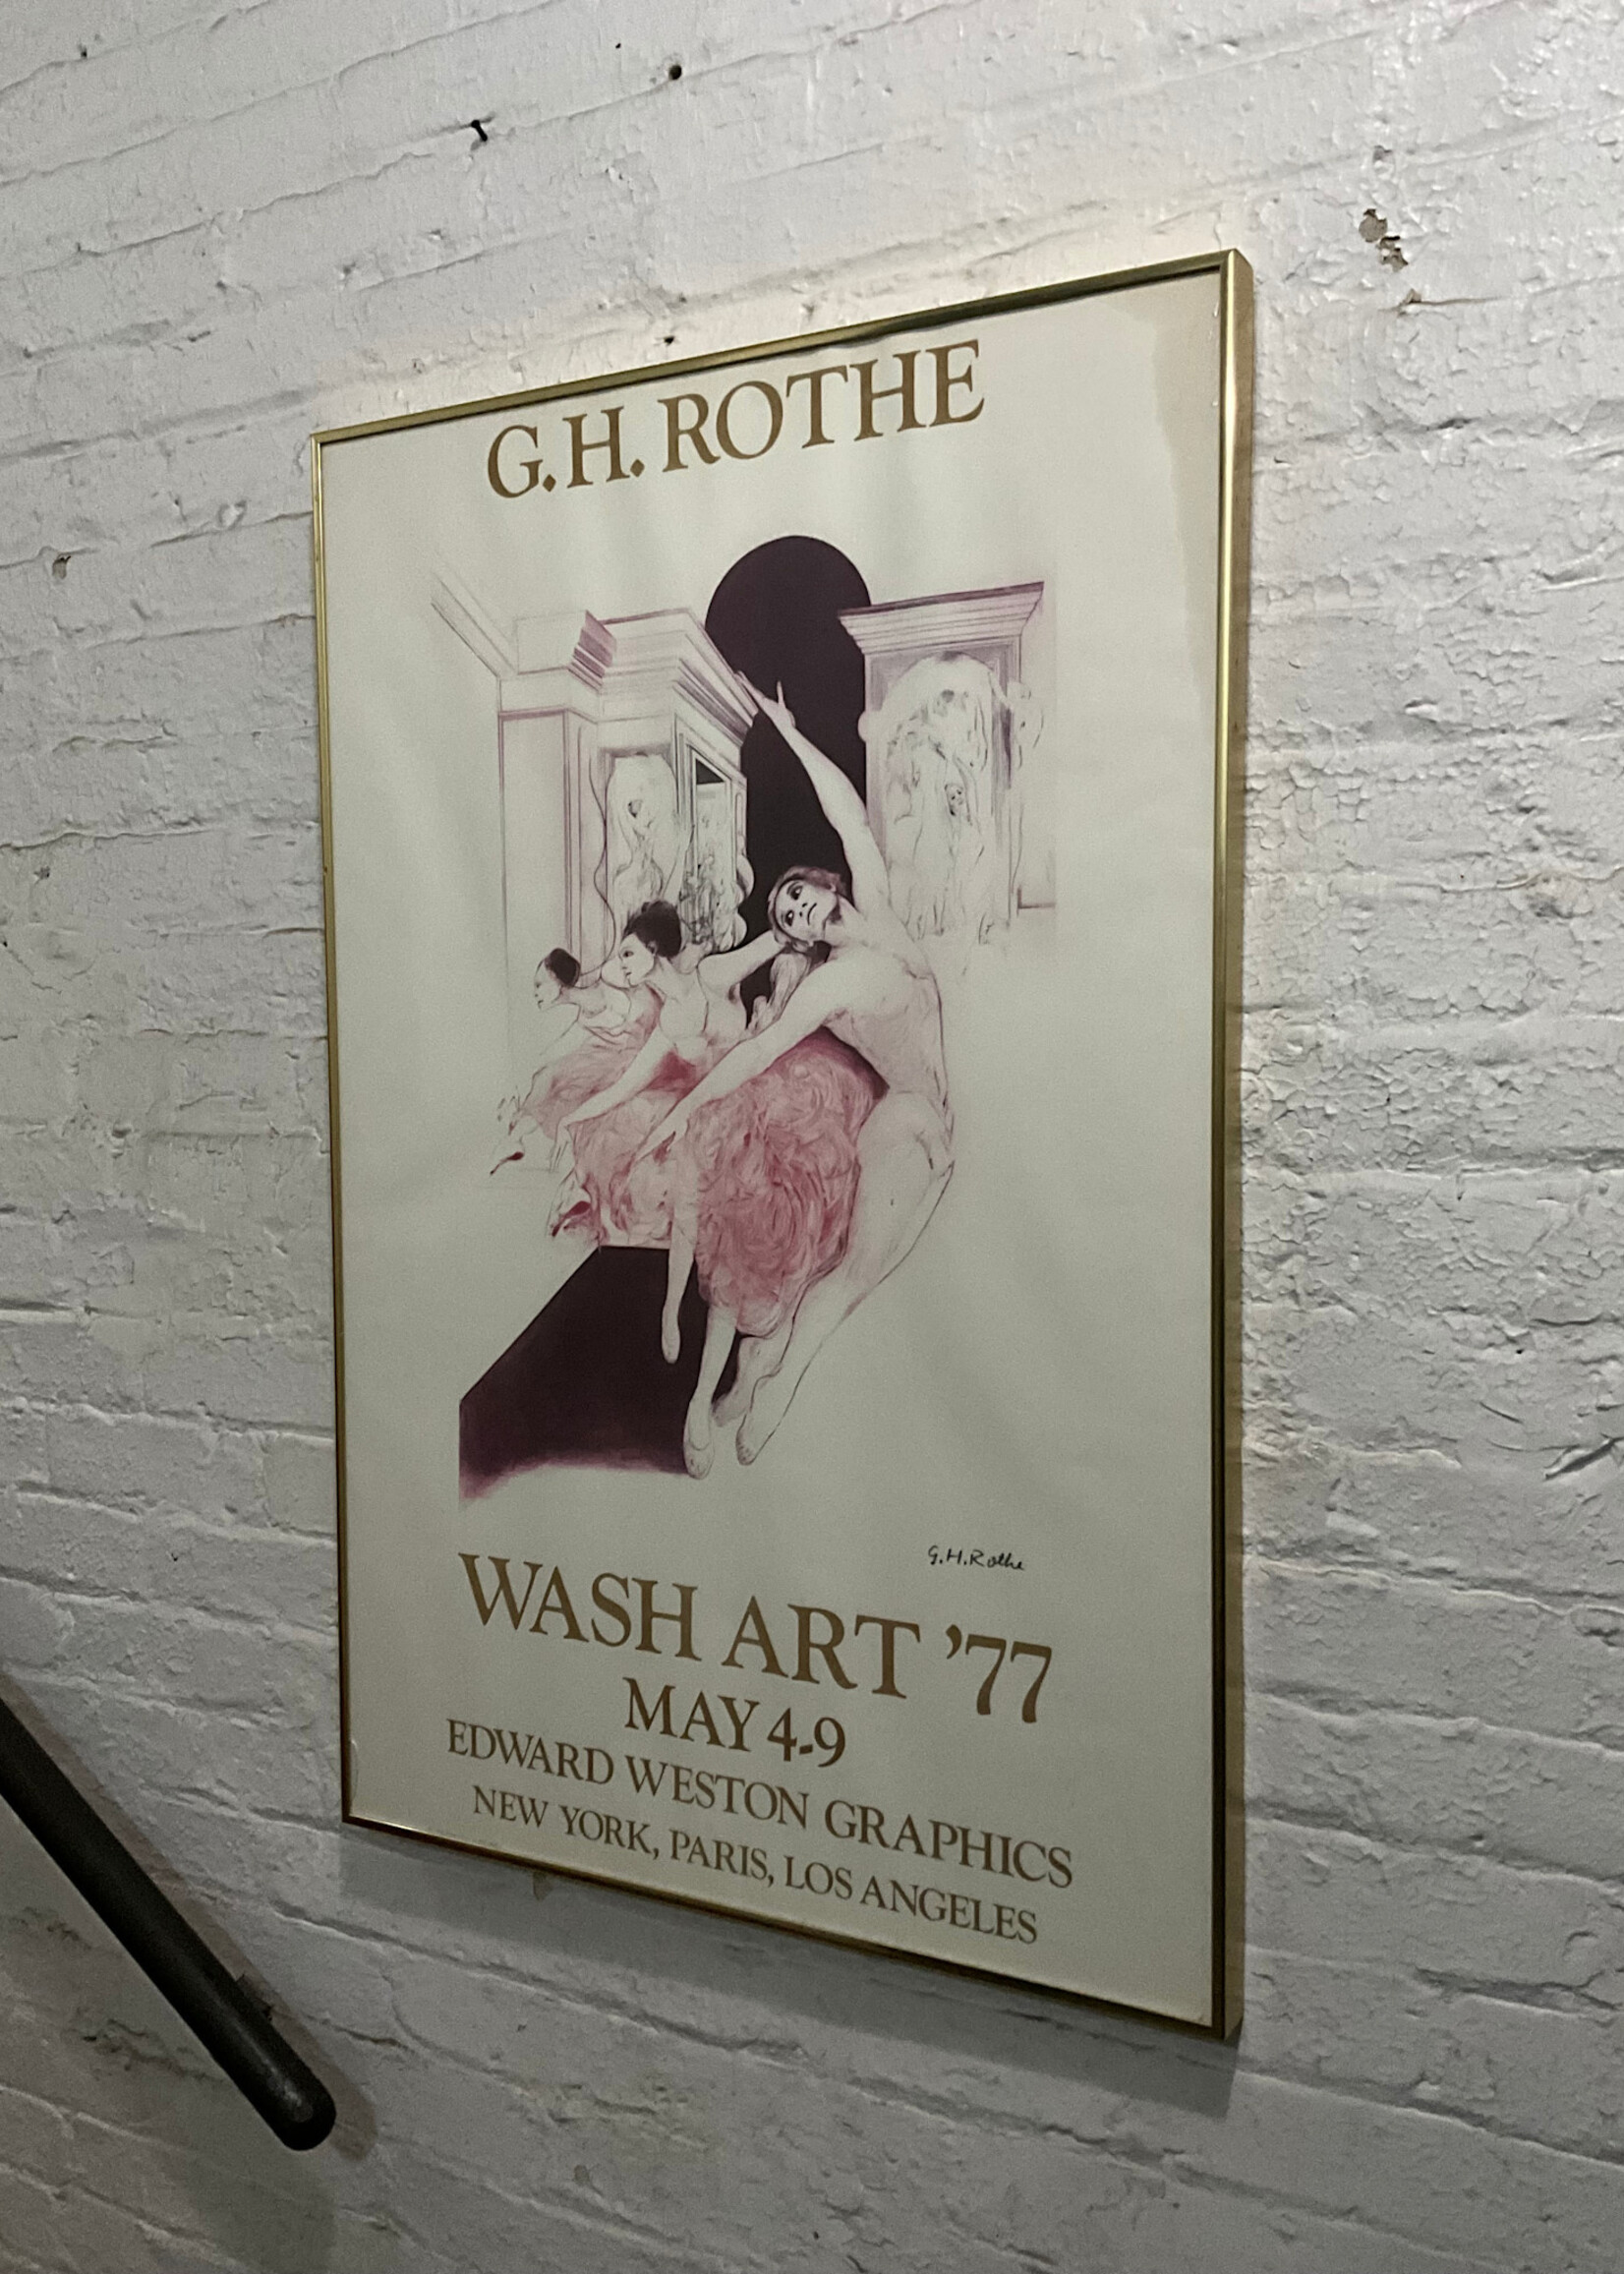 G.H. ROTHE
G.H.Rothe
WASH ART '77
MAY 4-9
EDWARD WESTON GRAPHICS
NEW YORK, PARIS, LOS ANGELES